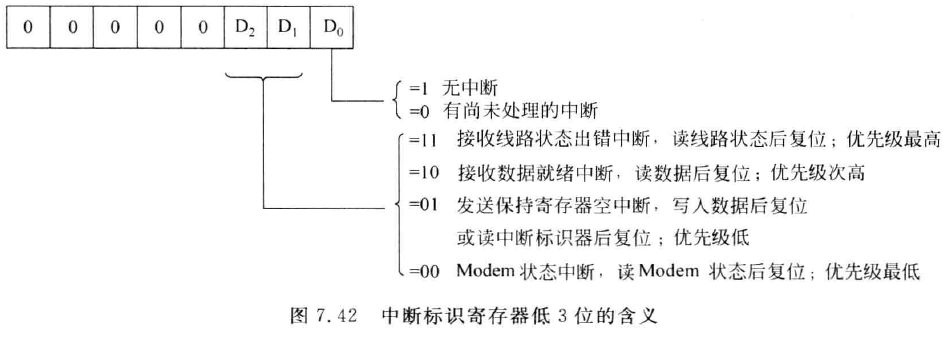 0 0 0 0 0 D₂ D₁ D₀
=1 无中断
=0 有尚未处理的中断
=11 接收线路状态出错中断，读线路状态后复位；优先级最高
=10 接收数据就绪中断，读数据后复位；优先级次高
=01 发送保持寄存器空中断，写入数据后复位
或读中断标识器后复位；优先级低
=00 Modem 状态中断，读Modem 状态后复位；优先级最低
图 7.42 中断标识寄存器低 3 位的含义